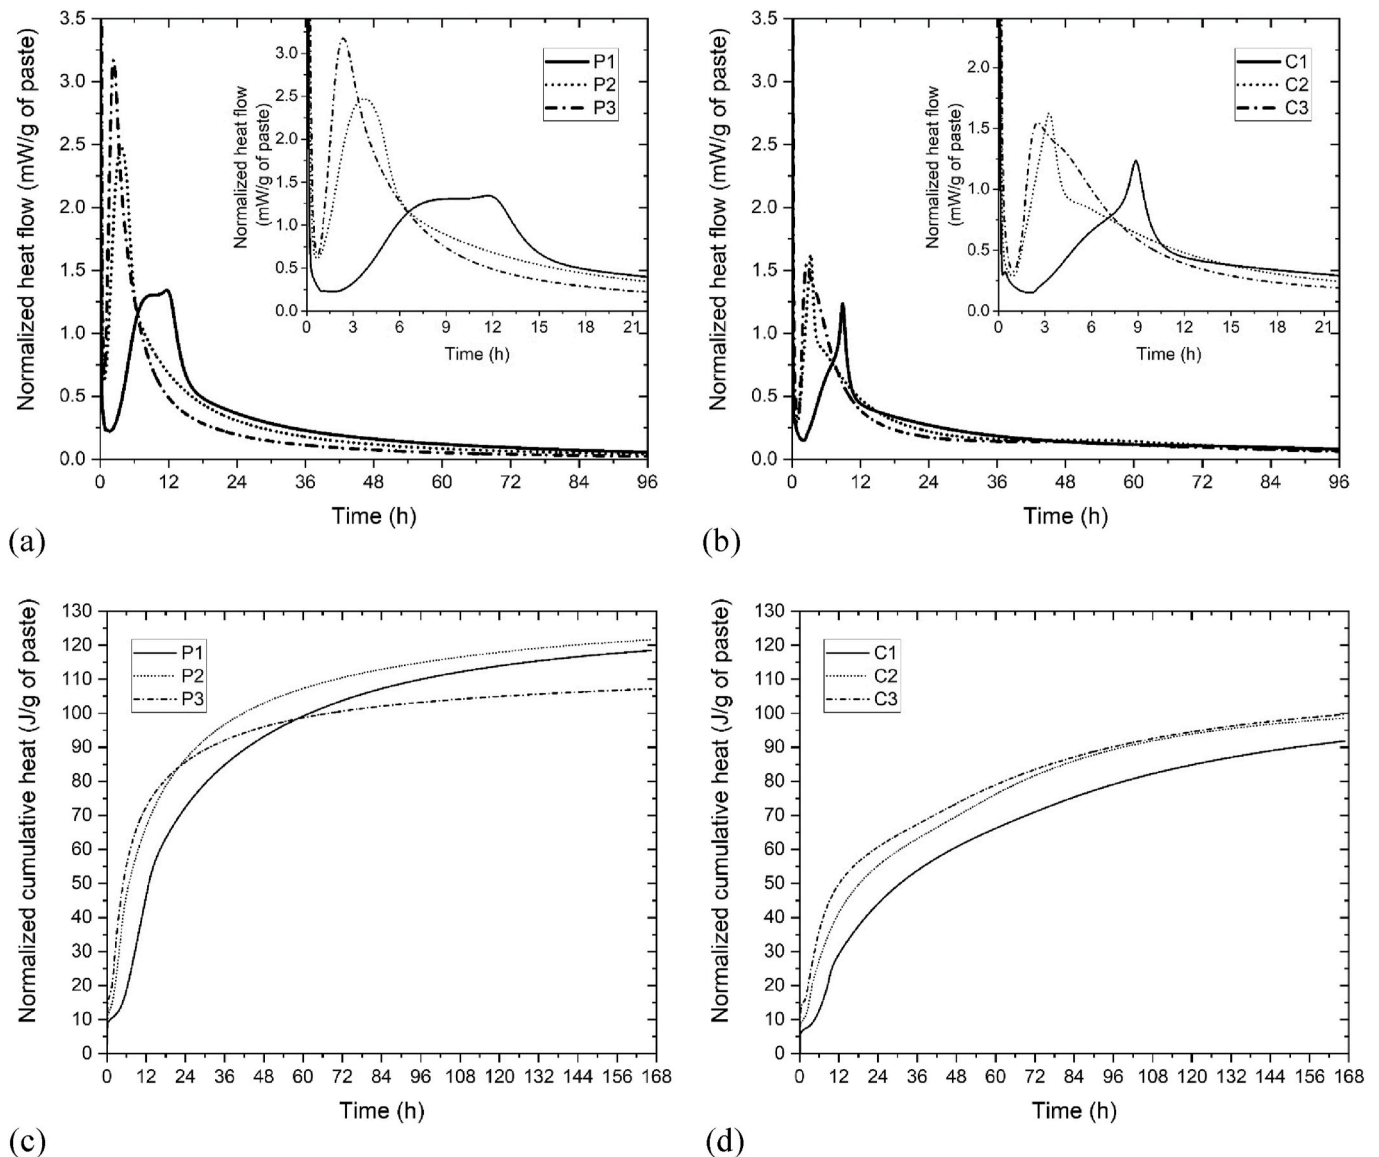 3.5
3.0
2.5
2.0
1.5
1.0
0.5
0.0
Normalized heat flow (mW/g of paste)
0 12 24 36 48 60 72 84 96
Time (h)
3.0
2.5
2.0
1.5
1.0
0.5
0.0
Normalized heat flow
(mW/g of paste)
0 3 6 9 12 15 18 21
Time (h)
P1
P2
P3
(a)
3.5
3.0
2.5
2.0
1.5
1.0
0.5
0.0
Normalized heat flow (mW/g of paste)
0 12 24 36 48 60 72 84 96
Time (h)
2.0
1.5
1.0
0.5
0.0
Normalized heat flow
(mW/g of paste)
0 3 6 9 12 15 18 21
Time (h)
C1
C2
C3
(b)
130
120
110
100
90
80
70
60
50
40
30
20
10
0
Normalized cumulative heat (J/g of paste)
0 12 24 36 48 60 72 84 96 108 120 132 144 156 168
Time (h)
P1
P2
P3
(c)
130
120
110
100
90
80
70
60
50
40
30
20
10
0
Normalized cumulative heat (J/g of paste)
0 12 24 36 48 60 72 84 96 108 120 132 144 156 168
Time (h)
C1
C2
C3
(d)